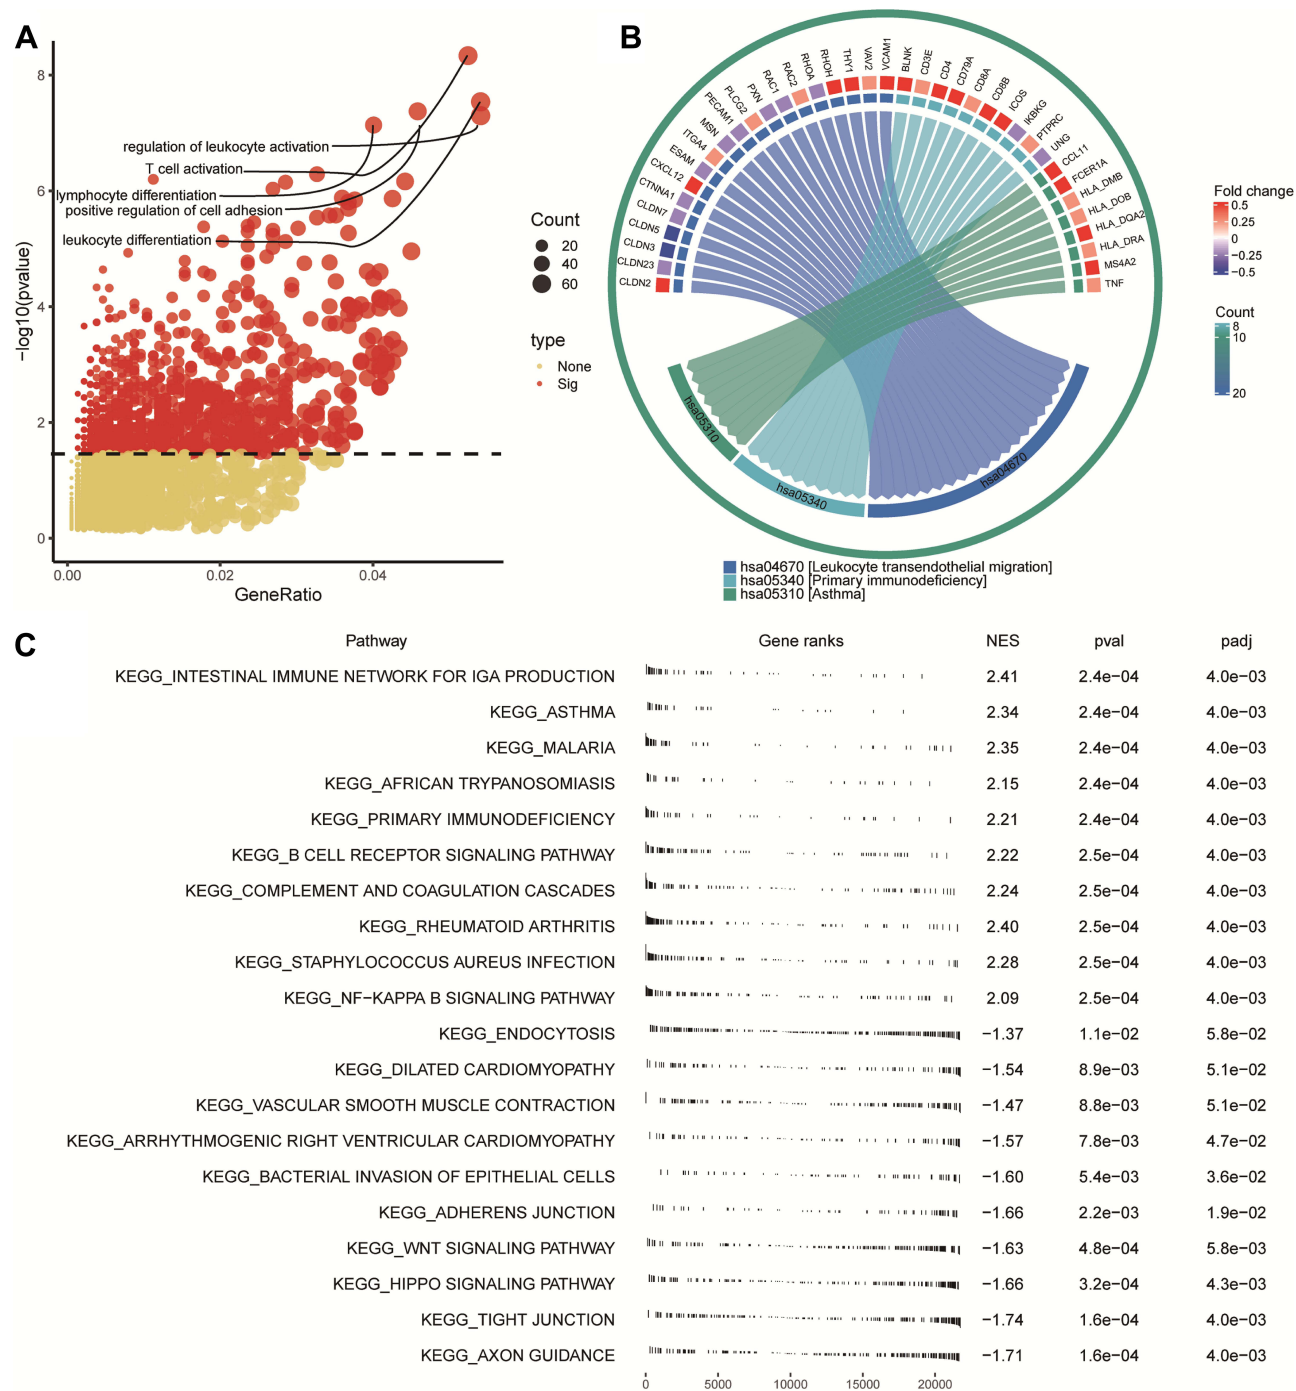 A
8
6
4
2
0
−log10(pvalue)
0.00
0.02
0.04
GeneRatio
regulation of leukocyte activation
T cell activation
lymphocyte differentiation
positive regulation of cell adhesion
leukocyte differentiation
Count
20
40
60
type
None
Sig
B
CLDN2
CLDN23
CLDN3
CLDN5
CLDN7
CTNNA1
CXCL12
ESAM
ITGA4
MSN
PECAM1
PLCG2
PXN
RAC1
RAC2
RHOA
RHOH
THY1
VAV2
VCAM1
BLNK
CD3E
CD4
CD79A
CD8A
CD8B
ICOS
IKBKG
PTPRC
UNG
CCL11
FCER1A
HLA_DMB
HLA_DOB
HLA_DQA2
HLA_DRA
MS4A2
TNF
hsa05310
hsa05340
hsa04670
Fold change
0.5
0.25
0
−0.25
−0.5
Count
8
10
20
hsa04670 [Leukocyte transendothelial migration]
hsa05340 [Primary immunodeficiency]
hsa05310 [Asthma]
C
Pathway Gene ranks NES pval padj
KEGG_INTESTINAL IMMUNE NETWORK FOR IGA PRODUCTION 2.41 2.4e−04 4.0e−03
KEGG_ASTHMA 2.34 2.4e−04 4.0e−03
KEGG_MALARIA 2.35 2.4e−04 4.0e−03
KEGG_AFRICAN TRYPANOSOMIASIS 2.15 2.4e−04 4.0e−03
KEGG_PRIMARY IMMUNODEFICIENCY 2.21 2.4e−04 4.0e−03
KEGG_B CELL RECEPTOR SIGNALING PATHWAY 2.22 2.5e−04 4.0e−03
KEGG_COMPLEMENT AND COAGULATION CASCADES 2.24 2.5e−04 4.0e−03
KEGG_RHEUMATOID ARTHRITIS 2.40 2.5e−04 4.0e−03
KEGG_STAPHYLOCOCCUS AUREUS INFECTION 2.28 2.5e−04 4.0e−03
KEGG_NF−KAPPA B SIGNALING PATHWAY 2.09 2.5e−04 4.0e−03
KEGG_ENDOCYTOSIS −1.37 1.1e−02 5.8e−02
KEGG_DILATED CARDIOMYOPATHY −1.54 8.9e−03 5.1e−02
KEGG_VASCULAR SMOOTH MUSCLE CONTRACTION −1.47 8.8e−03 5.1e−02
KEGG_ARRHYTHMOGENIC RIGHT VENTRICULAR CARDIOMYOPATHY −1.57 7.8e−03 4.7e−02
KEGG_BACTERIAL INVASION OF EPITHELIAL CELLS −1.60 5.4e−03 3.6e−02
KEGG_ADHERENS JUNCTION −1.66 2.2e−03 1.9e−02
KEGG_WNT SIGNALING PATHWAY −1.63 4.8e−04 5.8e−03
KEGG_HIPPO SIGNALING PATHWAY −1.66 3.2e−04 4.3e−03
KEGG_TIGHT JUNCTION −1.74 1.6e−04 4.0e−03
KEGG_AXON GUIDANCE −1.71 1.6e−04 4.0e−03
0 5000 10000 15000 20000